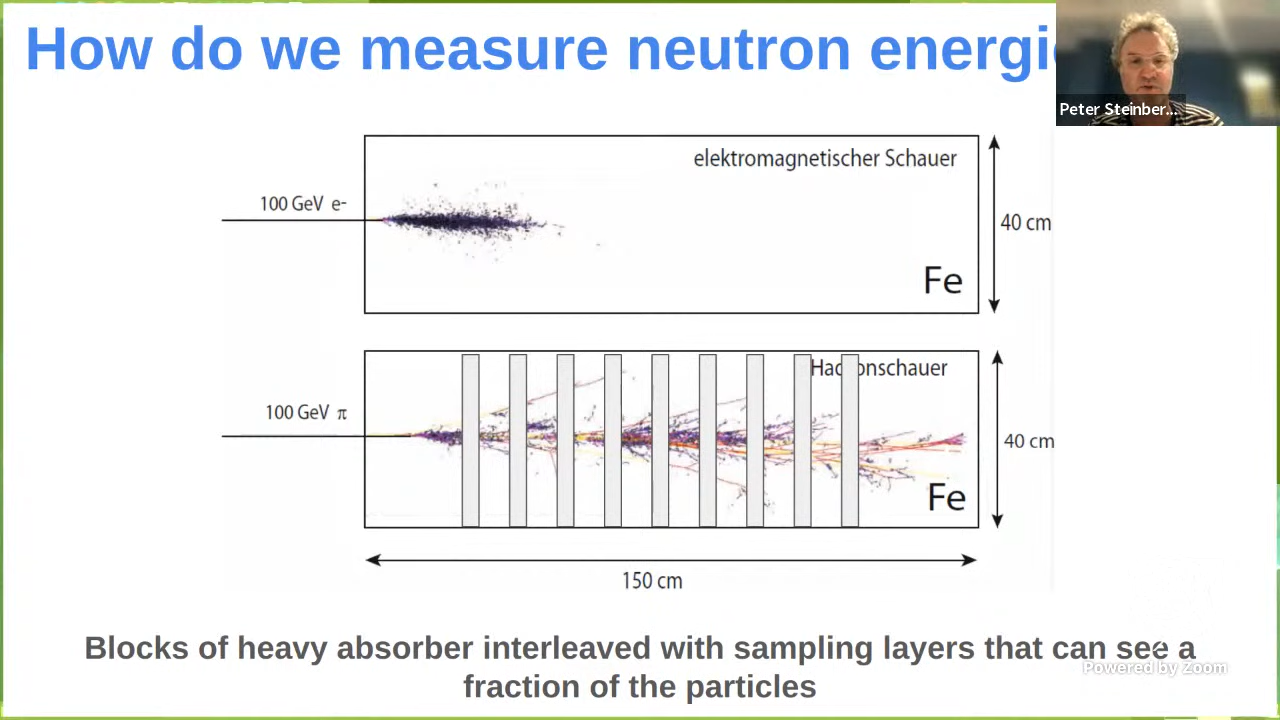 How do we measure neutron energie
Peter Steinber...
elektromagnetischer Schauer
100 GeV e-
40 cm
Fe
Hadronschauer
100 GeV π
40 cm
Fe
150 cm
Blocks of heavy absorber interleaved with sampling layers that can see a
Powered by Zoom
fraction of the particles